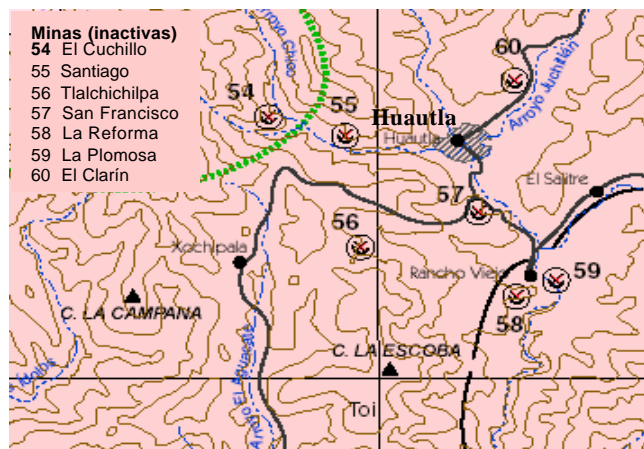 Minas (inactivas)
54 El Cuchillo
55 Santiago
56 Tlalchichilpa
57 San Francisco
58 La Reforma
59 La Plomosa
60 El Clarín
Arroyo Chico
60
54
55
Huautla
Huautla
Arroyo Juchitlán
El Salitre
57
56
Xochipala
Rancho Viejo
59
58
C. LA CAMPANA
C. LA ESCOBA
Arroyo El Aguacate
Toi